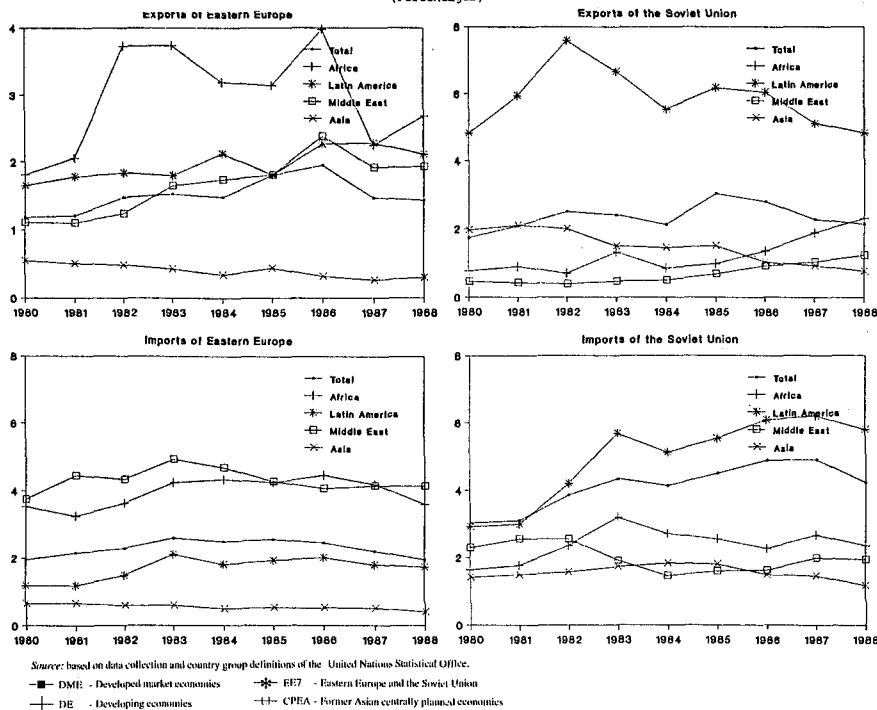 Exports of Eastern Europe
4
3
2
1
0
Total
Africa
Latin America
Middle East
Asia
1980 1981 1982 1983 1984 1985 1986 1987 1988
Exports of the Soviet Union
8
6
4
2
0
Total
Africa
Latin America
Middle East
Asia
1980 1981 1982 1983 1984 1985 1986 1987 1988
Imports of Eastern Europe
8
6
4
2
0
Total
Africa
Latin America
Middle East
Asia
1980 1981 1982 1983 1984 1985 1986 1987 1988
Imports of the Soviet Union
8
6
4
2
0
Total
Africa
Latin America
Middle East
Asia
1980 1981 1982 1983 1984 1985 1986 1987 1988
Source: based on data collection and country group definitions of the United Nations Statistical Office.
DME - Developed market economies
EE7 - Eastern Europe and the Soviet Union
DE - Developing economies
CPEA - Former Asian centrally planned economies